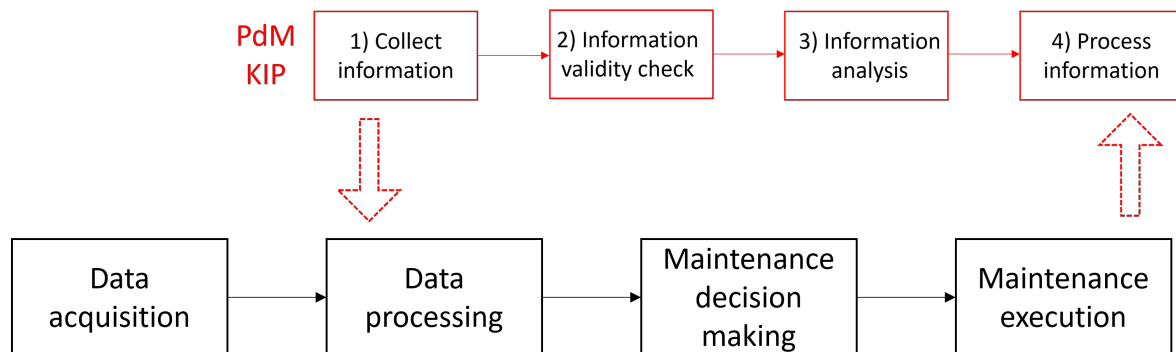 PdM
KIP
1) Collect
information
2) Information
validity check
3) Information
analysis
4) Process
information
Data
acquisition
Data
processing
Maintenance
decision
making
Maintenance
execution